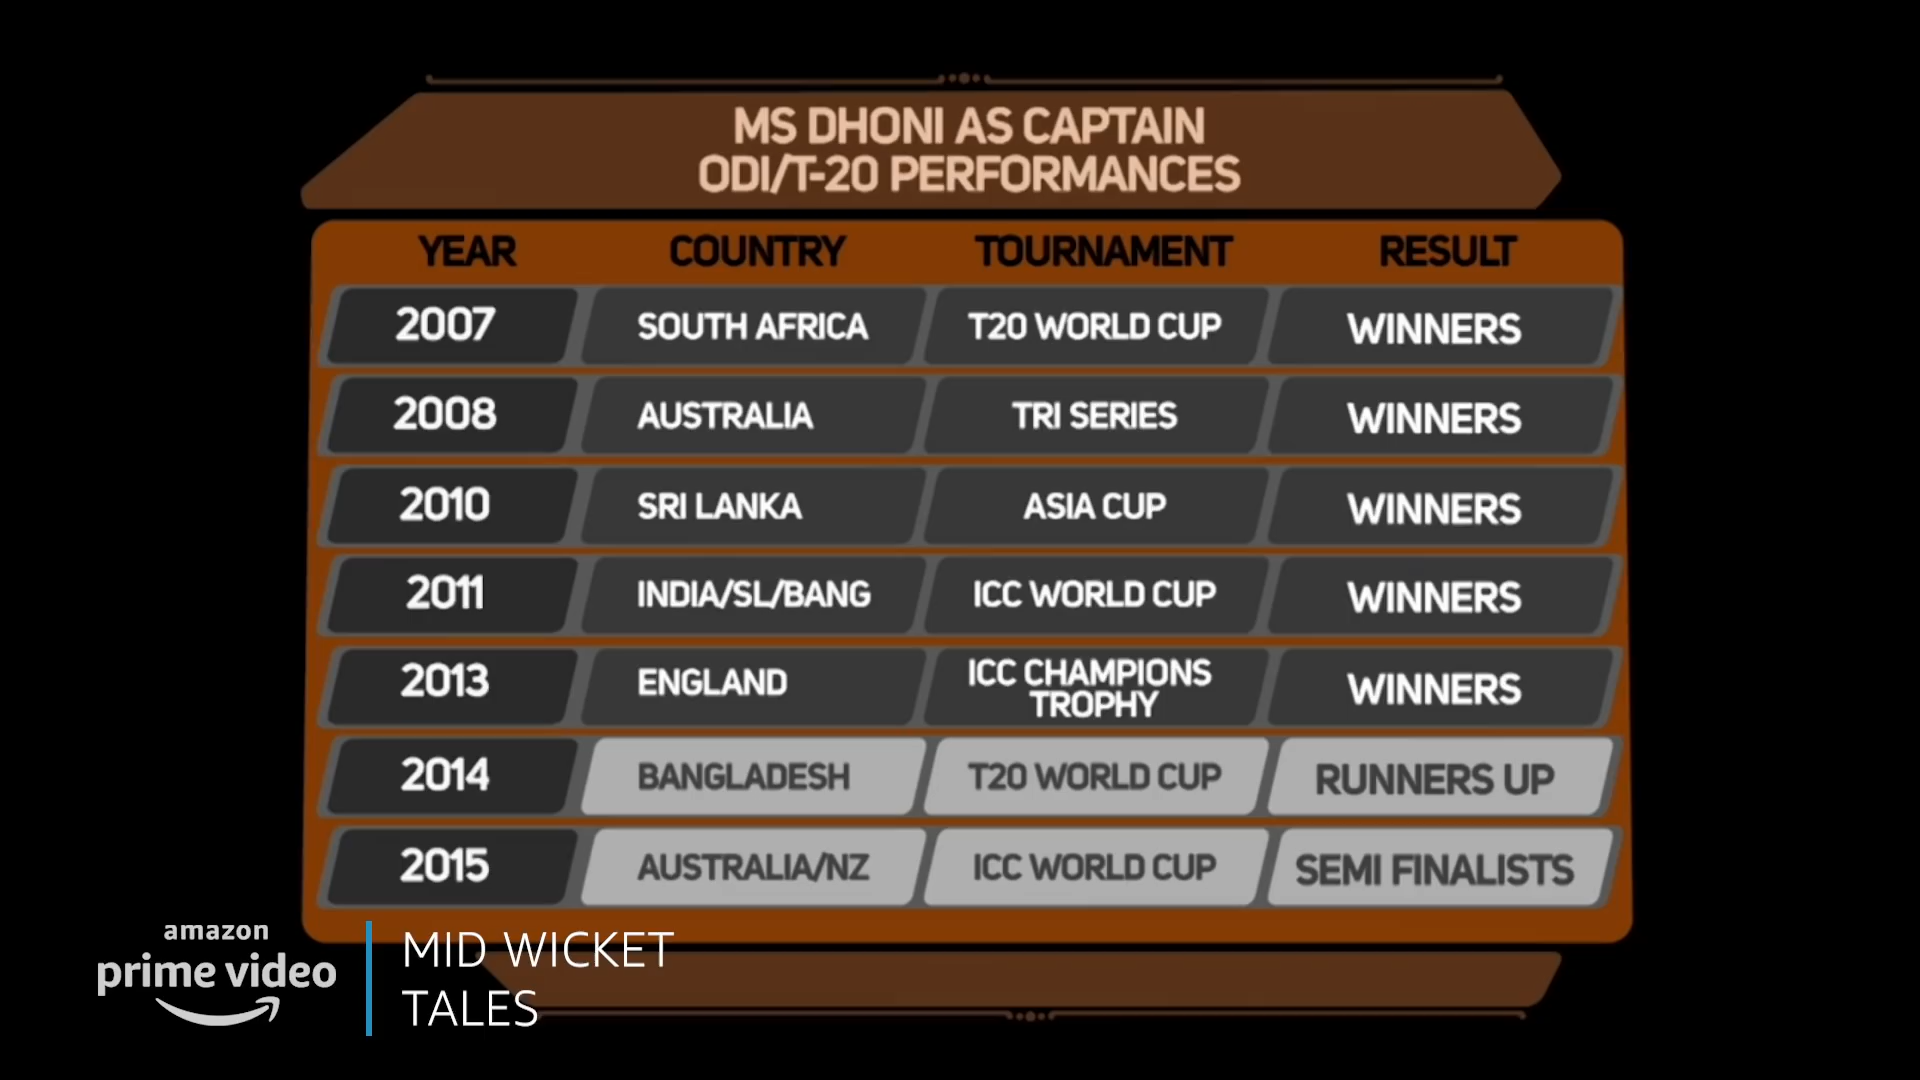 MS DHONI AS CAPTAIN
ODI/T-20 PERFORMANCES
YEAR COUNTRY TOURNAMENT RESULT
2007 SOUTH AFRICA T20 WORLD CUP WINNERS
2008 AUSTRALIA TRI SERIES WINNERS
2010 SRI LANKA ASIA CUP WINNERS
2011 INDIA/SL/BANG ICC WORLD CUP WINNERS
2013 ENGLAND ICC CHAMPIONS TROPHY WINNERS
2014 BANGLADESH T20 WORLD CUP RUNNERS UP
2015 AUSTRALIA/NZ ICC WORLD CUP SEMI FINALISTS
amazon
prime video
MID WICKET
TALES